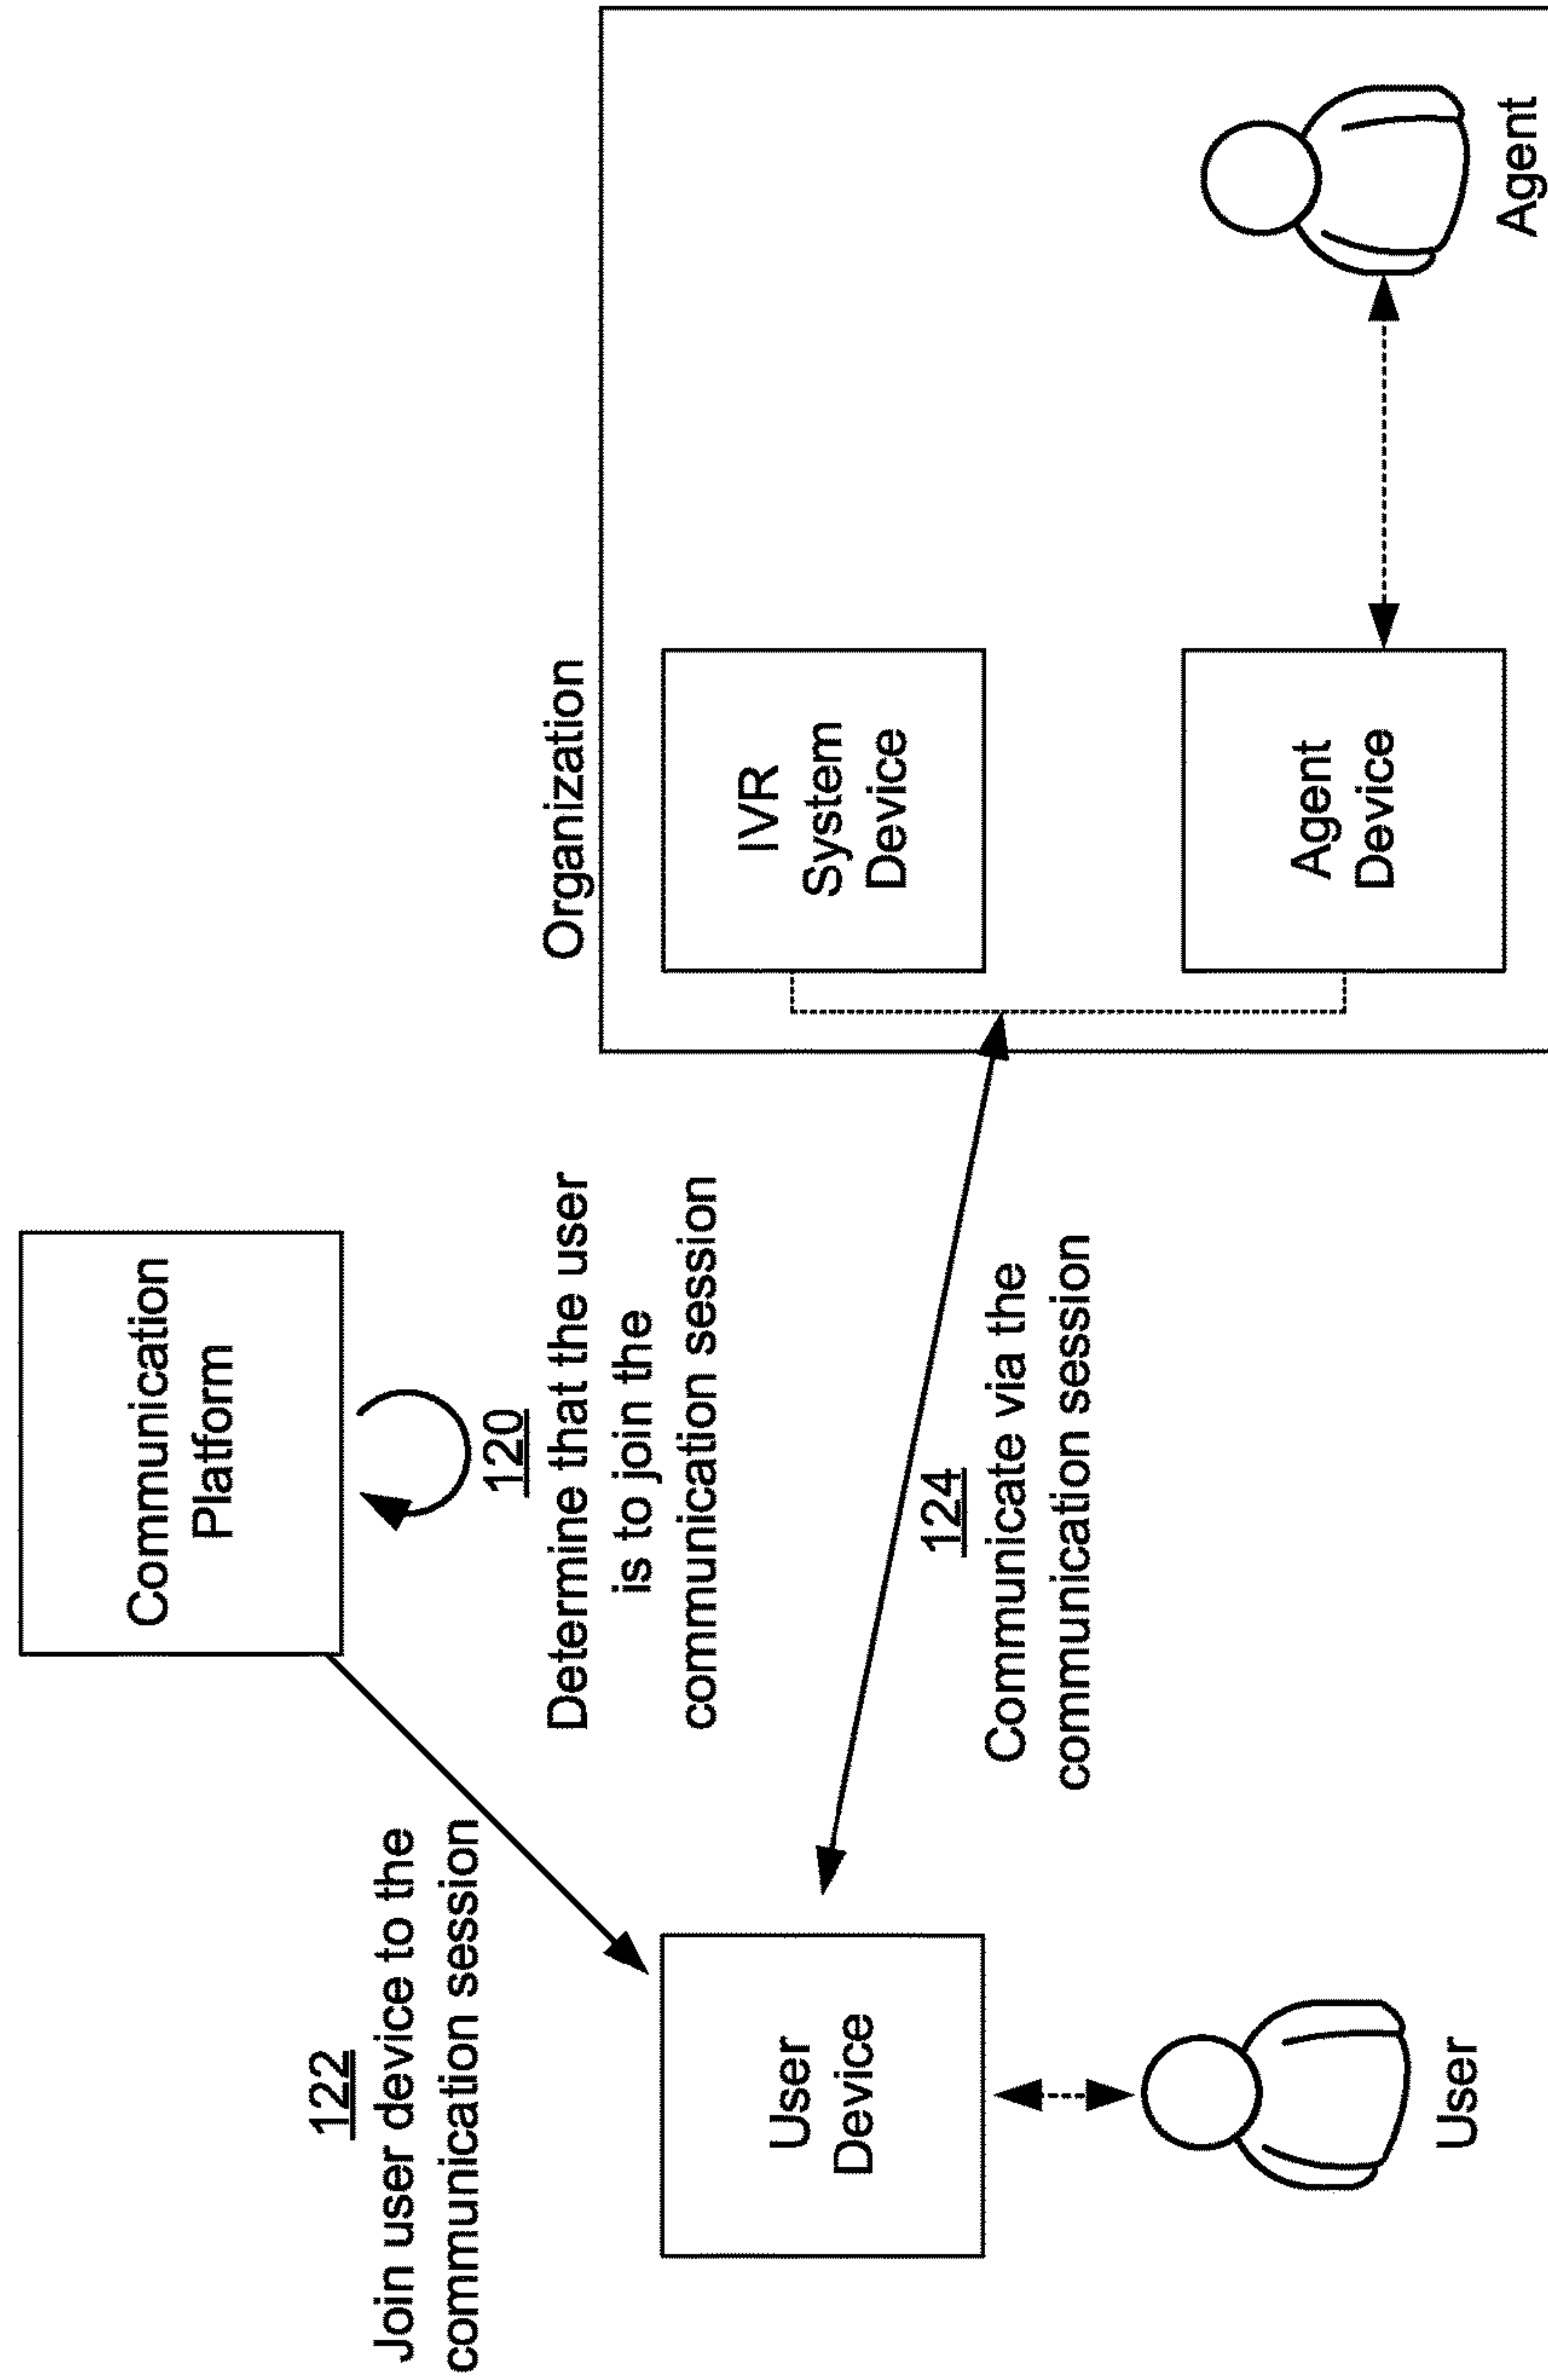 Communication
Platform
122
Join user device to the
communication session
120
Determine that the user
is to join the
communication session
Organization
User
Device
124
Communicate via the
communication session
IVR
System
Device
Agent
Device
User
Agent